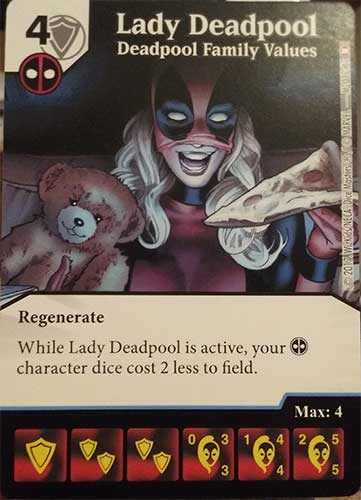 4
Lady Deadpool
Deadpool Family Values
Regenerate
While Lady Deadpool is active, your
character dice cost 2 less to field.
Max: 4
0 3
3
1 4
4
2 5
5